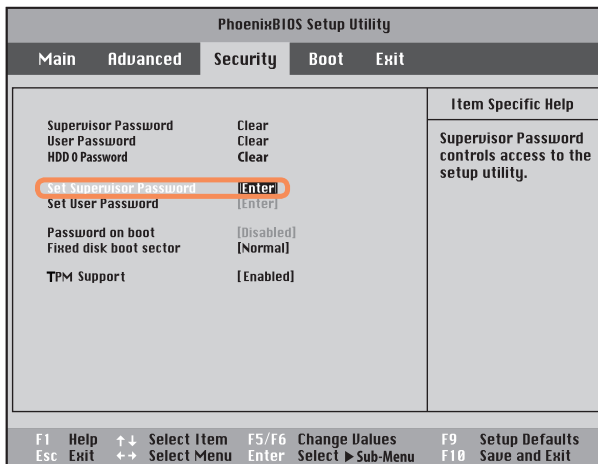 PhoenixBIOS Setup Utility
Main Advanced Security Boot Exit
Item Specific Help
Supervisor Password Clear
User Password Clear
HDD 0 Password Clear
Set Supervisor Password [Enter]
Set User Password [Enter]
Password on boot [Disabled]
Fixed disk boot sector [Normal]
TPM Support [Enabled]
Supervisor Password
controls access to the
setup utility.
F1 Help ↑↓ Select Item F5/F6 Change Values F9 Setup Defaults
Esc Exit ←→ Select Menu Enter Select ▶ Sub-Menu F10 Save and Exit